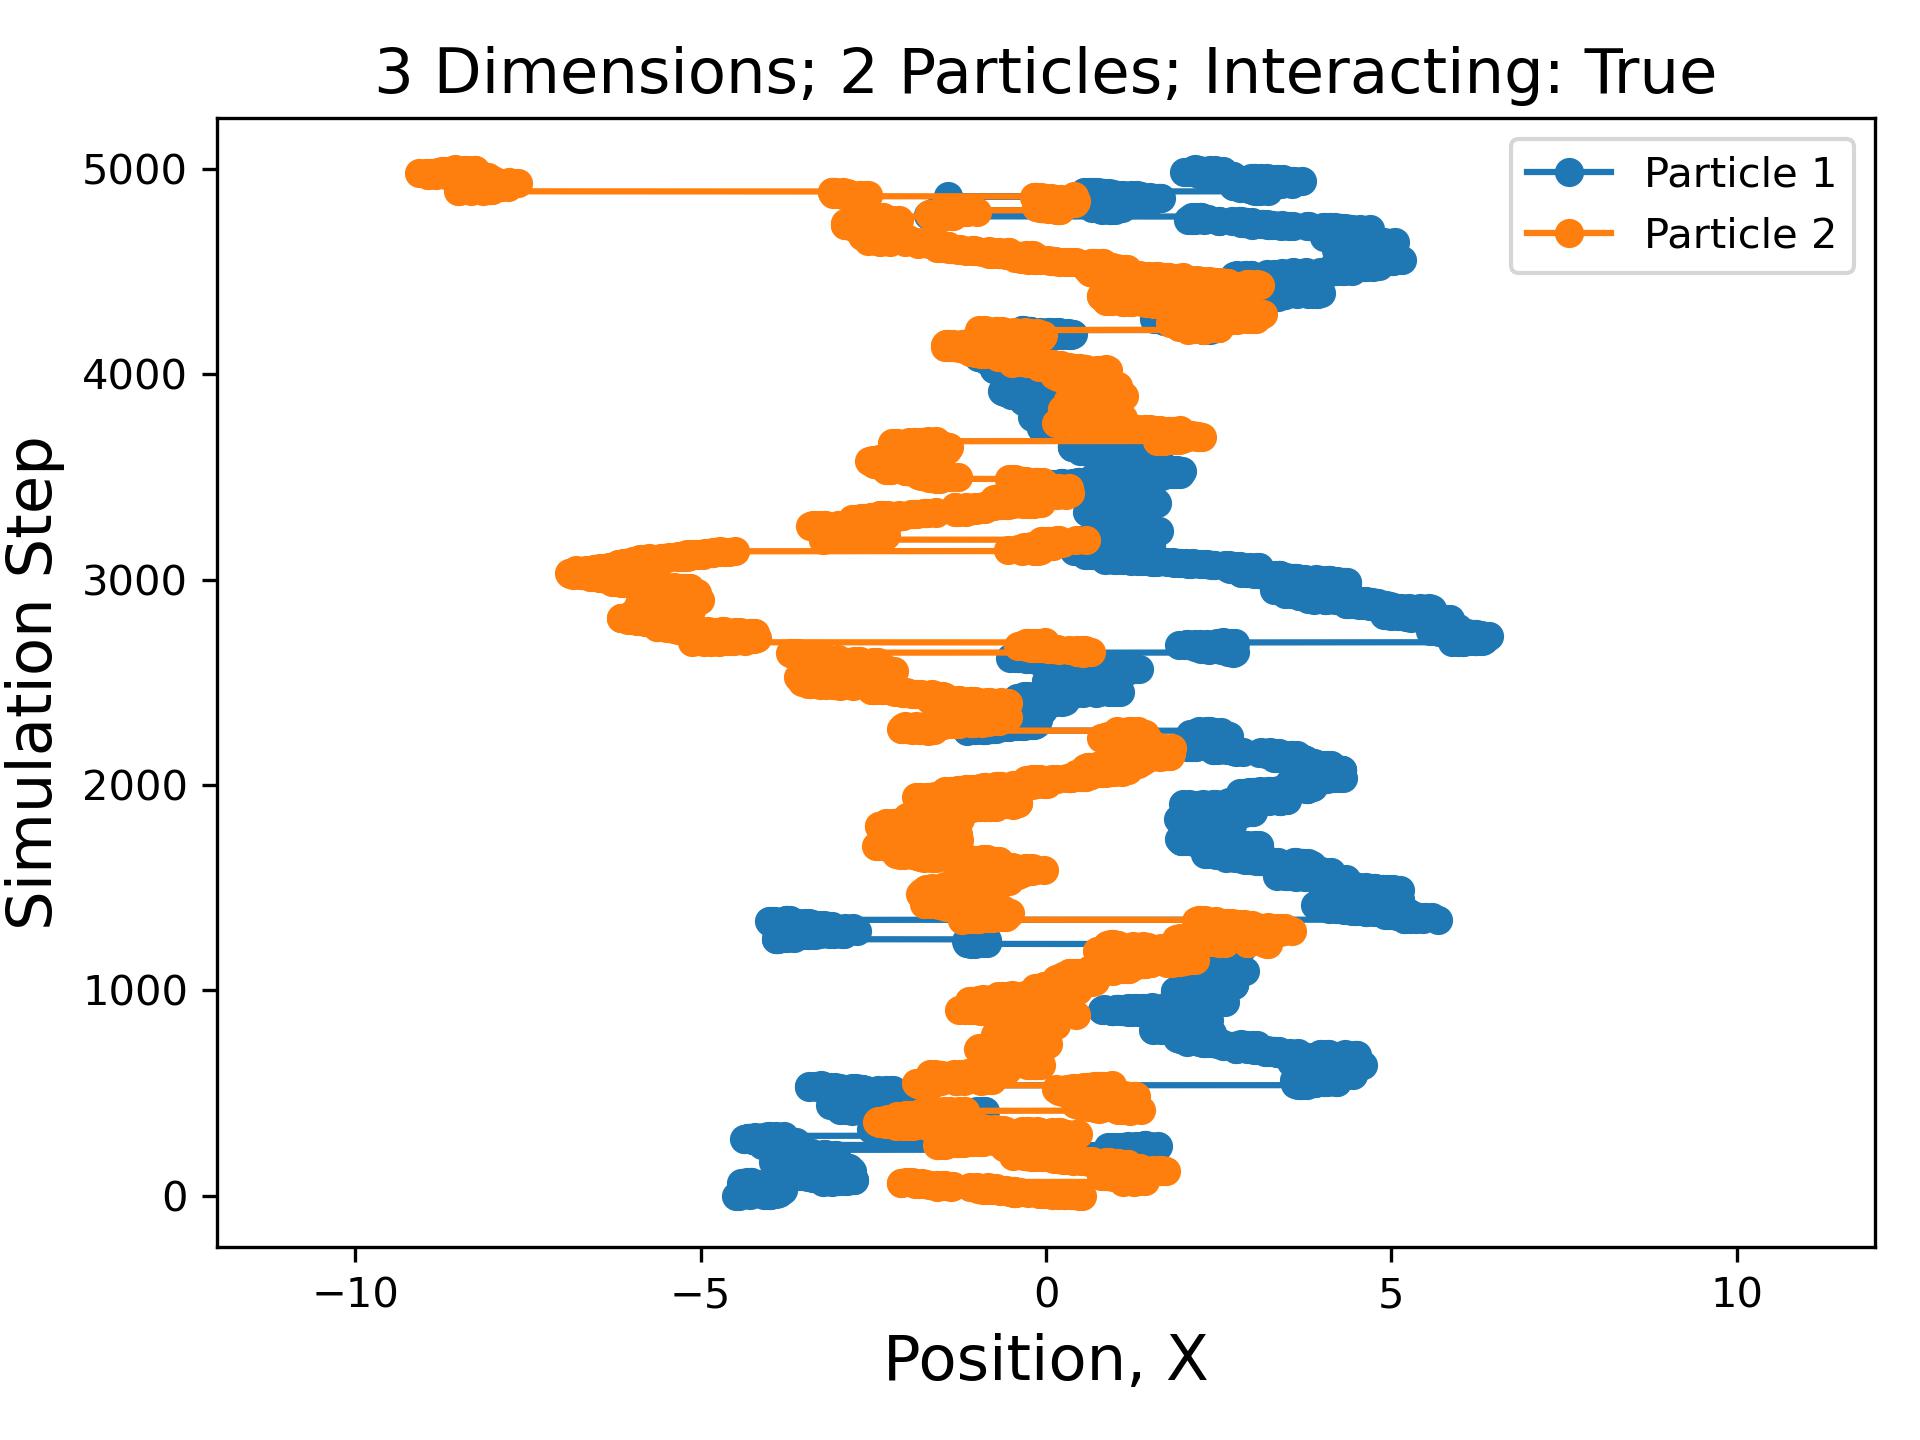 3 Dimensions; 2 Particles; Interacting: True
Particle 1
Particle 2
5000
4000
3000
2000
1000
0
Simulation Step
−10
−5
0
5
10
Position, X